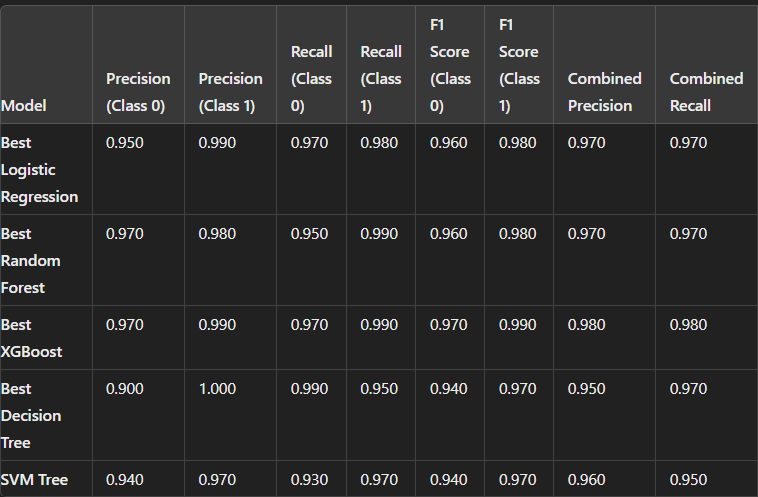 Model Precision (Class 0) Precision (Class 1) Recall (Class 0) Recall (Class 1) F1 Score (Class 0) F1 Score (Class 1) Combined Precision Combined Recall
Best Logistic Regression 0.950 0.990 0.970 0.980 0.960 0.980 0.970 0.970
Best Random Forest 0.970 0.980 0.950 0.990 0.960 0.980 0.970 0.970
Best XGBoost 0.970 0.990 0.970 0.990 0.970 0.990 0.980 0.980
Best Decision Tree 0.900 1.000 0.990 0.950 0.940 0.970 0.950 0.970
SVM Tree 0.940 0.970 0.930 0.970 0.940 0.970 0.960 0.950